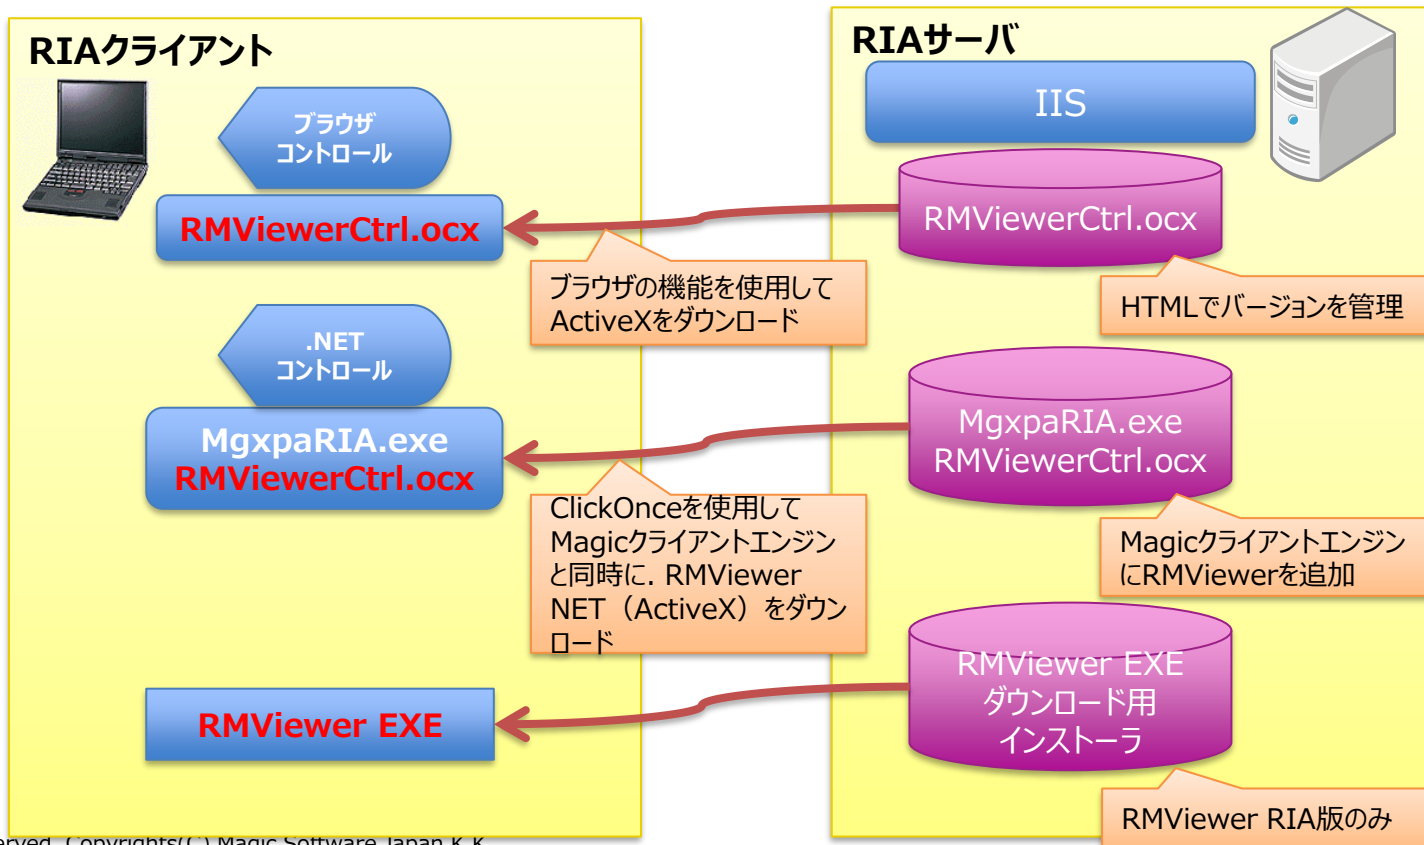 RIAクライアント
ブラウザ
コントロール
RMViewerCtrl.ocx
ブラウザの機能を使用して
ActiveXをダウンロード
.NET
コントロール
MgxpaRIA.exe
RMViewerCtrl.ocx
ClickOnceを使用して
Magicクライアントエンジン
と同時に. RMViewer
NET（ActiveX）をダウン
ロード
RMViewer EXE
RIAサーバ
IIS
RMViewerCtrl.ocx
HTMLでバージョンを管理
MgxpaRIA.exe
RMViewerCtrl.ocx
Magicクライアントエンジン
にRMViewerを追加
RMViewer EXE
ダウンロード用
インストーラ
RMViewer RIA版のみ
erved. Copyrights(C) Magic Software Japan K.K.